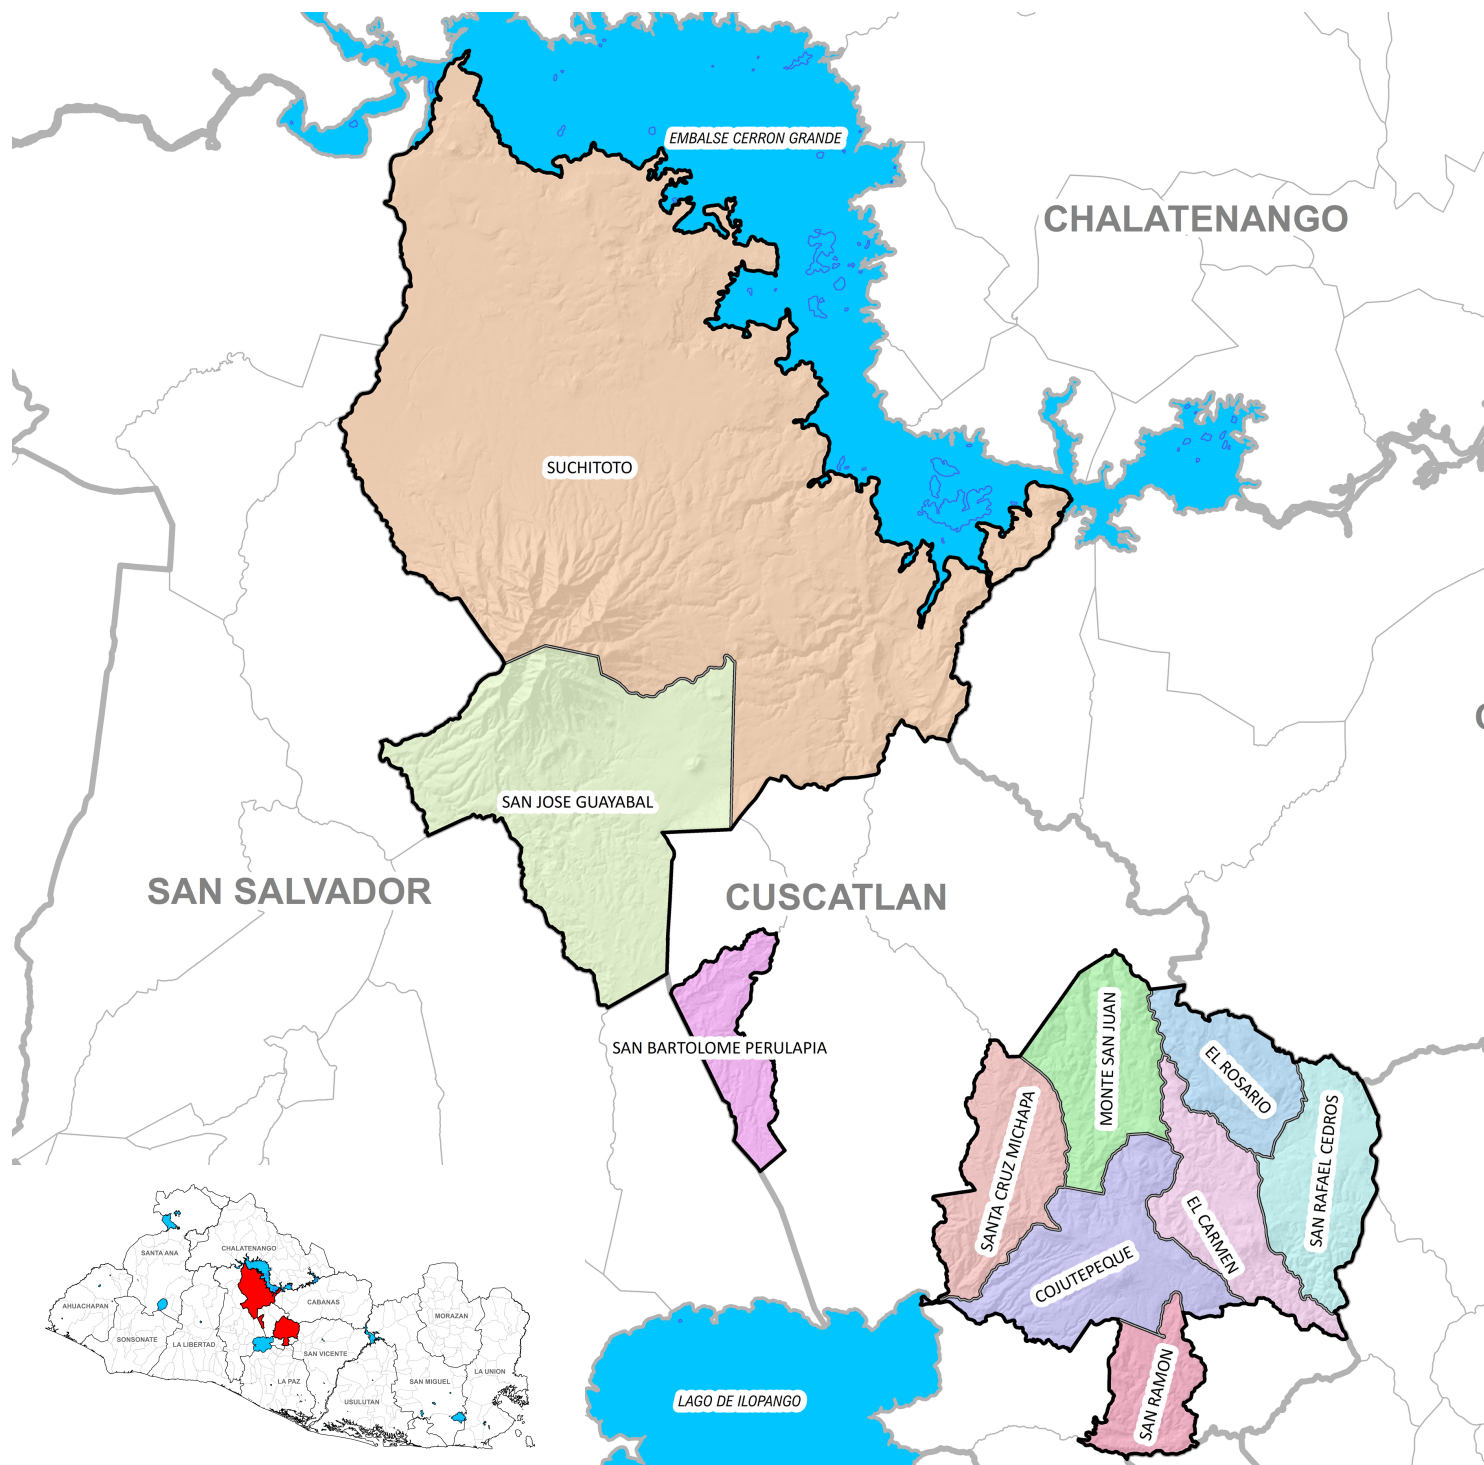 EMBALSE CERRON GRANDE
CHALATENANGO
SUCHITOTO
SAN JOSE GUAYABAL
SAN SALVADOR
CUSCATLAN
SAN BARTOLOME PERULAPIA
MONTE SAN JUAN
EL ROSARIO
SANTA CRUZ MICHAPA
SAN RAFAEL CEDROS
EL CARMEN
COJUTEPEQUE
SAN RAMON
LAGO DE ILOPANGO
SANTA ANA
CHALATENANGO
AHUACHAPAN
CABANAS
SONSONATE
LA LIBERTAD
MORAZAN
SAN VICENTE
LA PAZ
SAN MIGUEL
LA UNION
USULUTAN